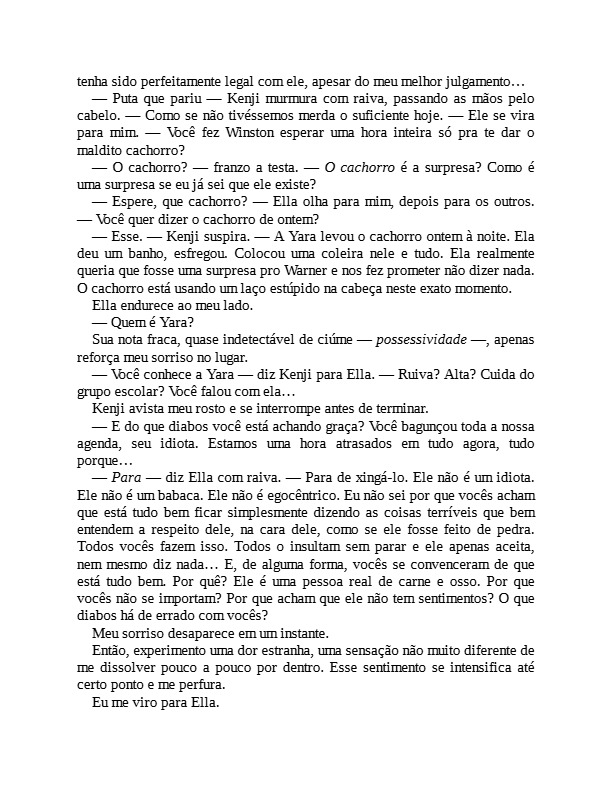 tenha sido perfeitamente legal com ele, apesar do meu melhor julgamento…
— Puta que pariu — Kenji murmura com raiva, passando as mãos pelo
cabelo. — Como se não tivéssemos merda o suficiente hoje. — Ele se vira
para mim. — Você fez Winston esperar uma hora inteira só pra te dar o
maldito cachorro?
— O cachorro? — franzo a testa. — O cachorro é a surpresa? Como é
uma surpresa se eu já sei que ele existe?
— Espere, que cachorro? — Ella olha para mim, depois para os outros.
— Você quer dizer o cachorro de ontem?
— Esse. — Kenji suspira. — A Yara levou o cachorro ontem à noite. Ela
deu um banho, esfregou. Colocou uma coleira nele e tudo. Ela realmente
queria que fosse uma surpresa pro Warner e nos fez prometer não dizer nada.
O cachorro está usando um laço estúpido na cabeça neste exato momento.
Ella endurece ao meu lado.
— Quem é Yara?
Sua nota fraca, quase indetectável de ciúme — possessividade —, apenas
reforça meu sorriso no lugar.
— Você conhece a Yara — diz Kenji para Ella. — Ruiva? Alta? Cuida do
grupo escolar? Você falou com ela…
Kenji avista meu rosto e se interrompe antes de terminar.
— E do que diabos você está achando graça? Você bagunçou toda a nossa
agenda, seu idiota. Estamos uma hora atrasados em tudo agora, tudo
porque…
— Para — diz Ella com raiva. — Para de xingá-lo. Ele não é um idiota.
Ele não é um babaca. Ele não é egocêntrico. Eu não sei por que vocês acham
que está tudo bem ficar simplesmente dizendo as coisas terríveis que bem
entendem a respeito dele, na cara dele, como se ele fosse feito de pedra.
Todos vocês fazem isso. Todos o insultam sem parar e ele apenas aceita,
nem mesmo diz nada… E, de alguma forma, vocês se convenceram de que
está tudo bem. Por quê? Ele é uma pessoa real de carne e osso. Por que
vocês não se importam? Por que acham que ele não tem sentimentos? O que
diabos há de errado com vocês?
Meu sorriso desaparece em um instante.
Então, experimento uma dor estranha, uma sensação não muito diferente de
me dissolver pouco a pouco por dentro. Esse sentimento se intensifica até
certo ponto e me perfura.
Eu me viro para Ella.